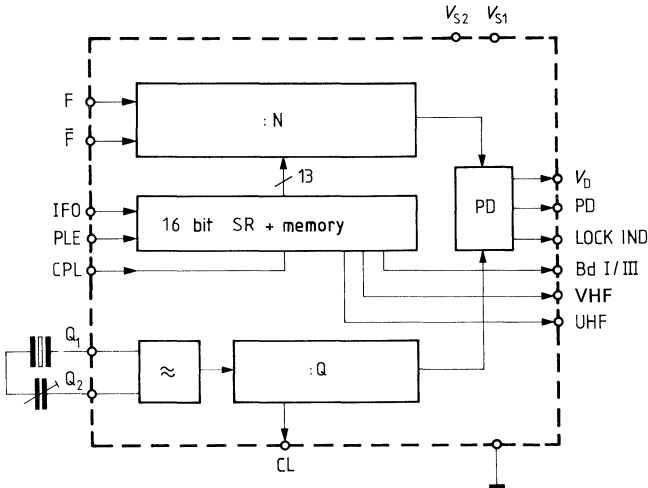 V_S2 V_S1
F
F̄
: N
13
IFO
PLE
CPL
16 bit SR + memory
PD
V_D
PD
LOCK IND
Bd I/III
VHF
UHF
Q_1
Q_2
≈
:Q
CL